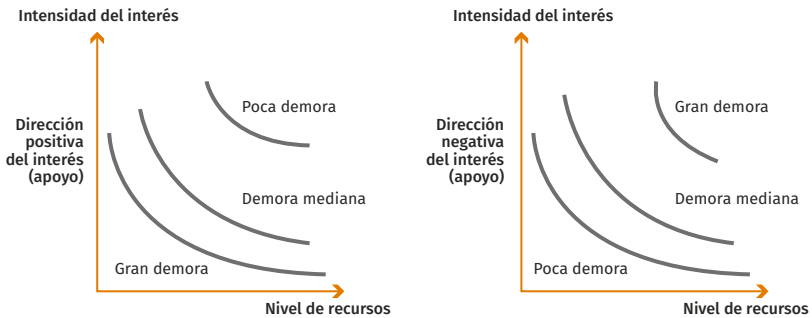 Intensidad del interés
Dirección
positiva
del interés
(apoyo)
Poca demora
Demora mediana
Gran demora
Nivel de recursos
Intensidad del interés
Dirección
negativa
del interés
(apoyo)
Gran demora
Demora mediana
Poca demora
Nivel de recursos